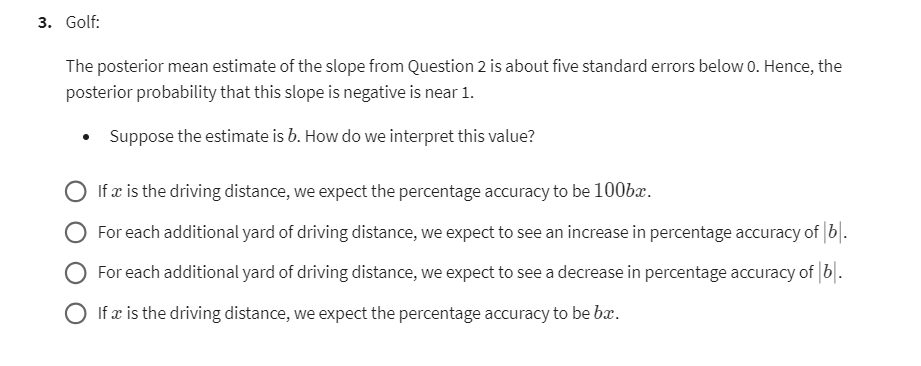 3. Golf:
The posterior mean estimate of the slope from Question 2 is about five standard errors below 0. Hence, the
posterior probability that this slope is negative is near 1.
• Suppose the estimate is b. How do we interpret this value?
If x is the driving distance, we expect the percentage accuracy to be 100bx.
For each additional yard of driving distance, we expect to see an increase in percentage accuracy of |b|.
For each additional yard of driving distance, we expect to see a decrease in percentage accuracy of |b|.
If x is the driving distance, we expect the percentage accuracy to be bx.